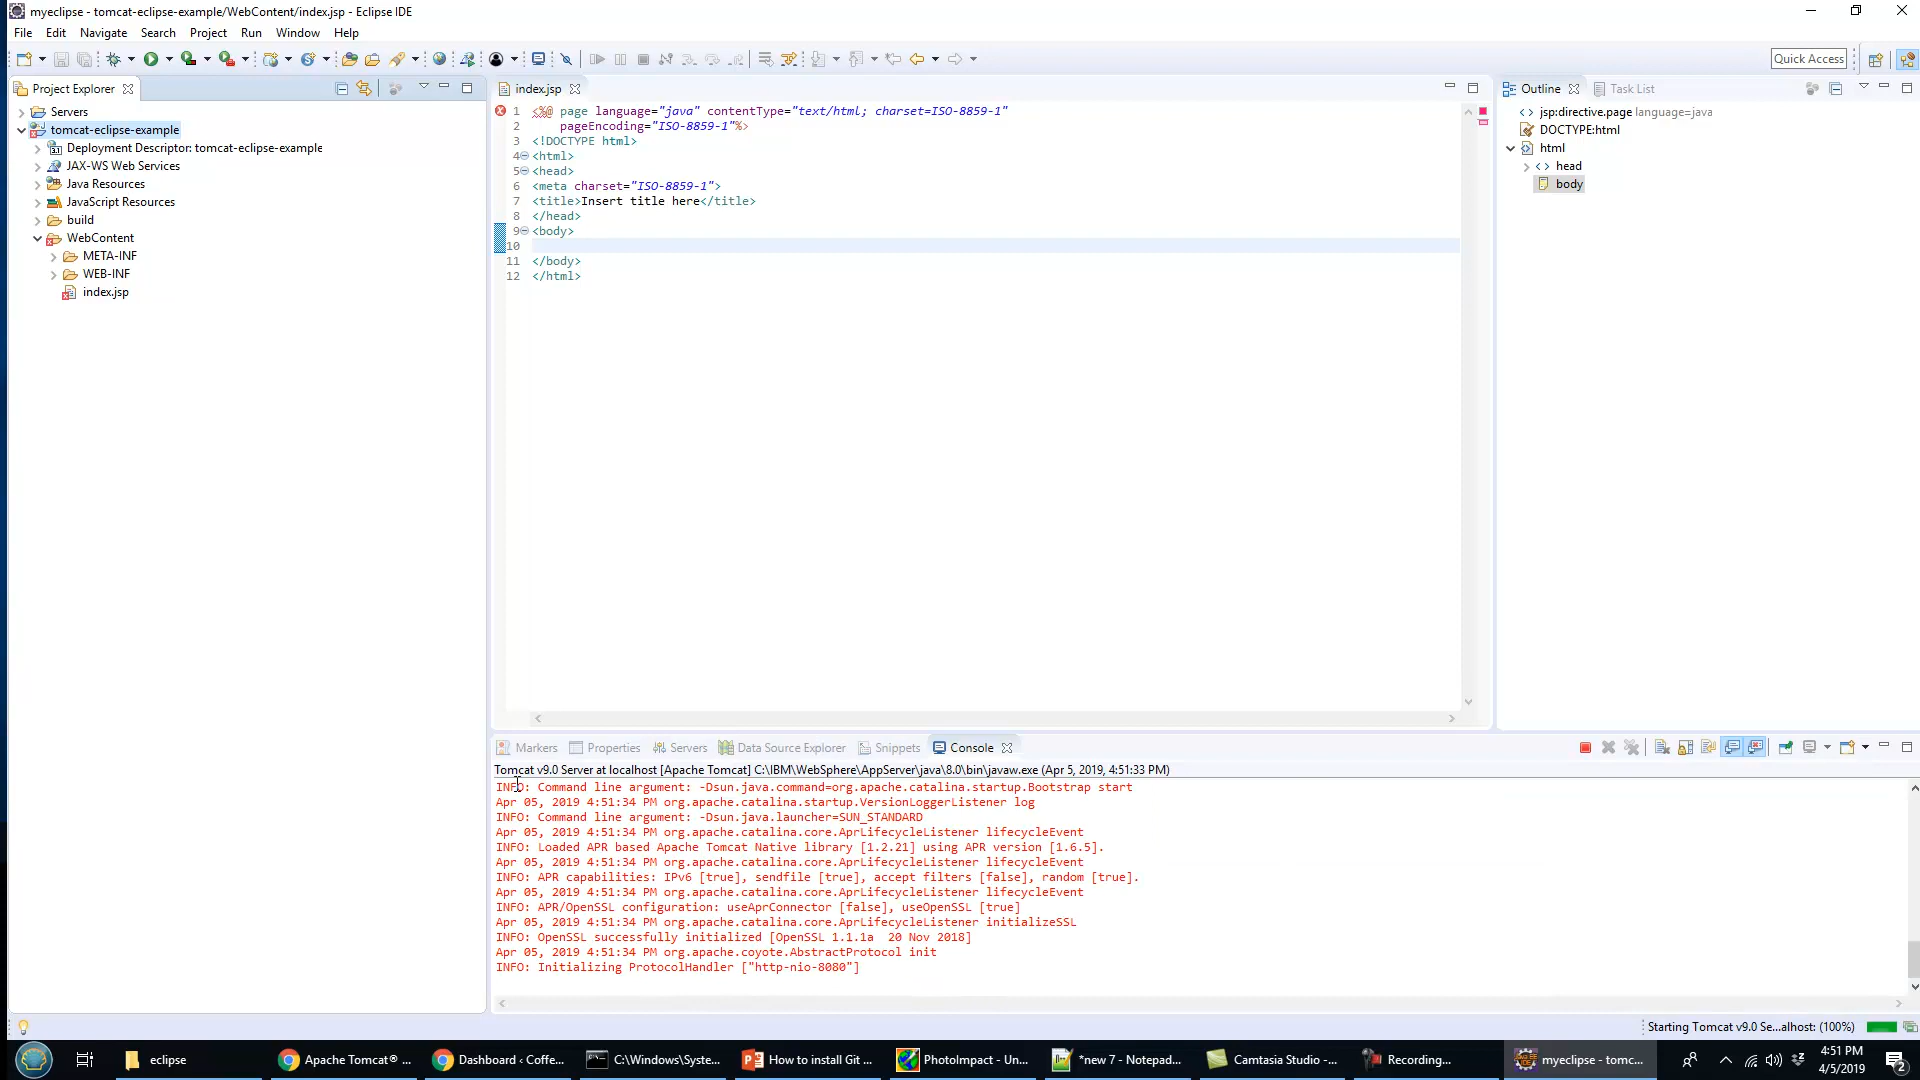 myeclipse - tomcat-eclipse-example/WebContent/index.jsp - Eclipse IDE
File Edit Navigate Search Project Run Window Help
Quick Access
Project Explorer
Servers
tomcat-eclipse-example
Deployment Descriptor: tomcat-eclipse-example
JAX-WS Web Services
Java Resources
JavaScript Resources
build
WebContent
META-INF
WEB-INF
index.jsp
index.jsp
1 <%@ page language="java" contentType="text/html; charset=ISO-8859-1"
2 pageEncoding="ISO-8859-1"%>
3 <!DOCTYPE html>
4 <html>
5 <head>
6 <meta charset="ISO-8859-1">
7 <title>Insert title here</title>
8 </head>
9 <body>
10
11 </body>
12 </html>
Outline Task List
jsp:directive.page language=java
DOCTYPE:html
html
head
body
Markers Properties Servers Data Source Explorer Snippets Console
Tomcat v9.0 Server at localhost [Apache Tomcat] C:\IBM\WebSphere\AppServer\java\8.0\bin\javaw.exe (Apr 5, 2019, 4:51:33 PM)
INFO: Command line argument: -Dsun.java.command=org.apache.catalina.startup.Bootstrap start
Apr 05, 2019 4:51:34 PM org.apache.catalina.startup.VersionLoggerListener log
INFO: Command line argument: -Dsun.java.launcher=SUN_STANDARD
Apr 05, 2019 4:51:34 PM org.apache.catalina.core.AprLifecycleListener lifecycleEvent
INFO: Loaded APR based Apache Tomcat Native library [1.2.21] using APR version [1.6.5].
Apr 05, 2019 4:51:34 PM org.apache.catalina.core.AprLifecycleListener lifecycleEvent
INFO: APR capabilities: IPv6 [true], sendfile [true], accept filters [false], random [true].
Apr 05, 2019 4:51:34 PM org.apache.catalina.core.AprLifecycleListener lifecycleEvent
INFO: APR/OpenSSL configuration: useAprConnector [false], useOpenSSL [true]
Apr 05, 2019 4:51:34 PM org.apache.catalina.core.AprLifecycleListener initializeSSL
INFO: OpenSSL successfully initialized [OpenSSL 1.1.1a  20 Nov 2018]
Apr 05, 2019 4:51:34 PM org.apache.coyote.AbstractProtocol init
INFO: Initializing ProtocolHandler ["http-nio-8080"]
Starting Tomcat v9.0 Se...alhost: (100%)
eclipse
Apache Tomcat® ...
Dashboard ‹ Coffe...
C:\Windows\Syste...
How to install Git ...
PhotoImpact - Un...
*new 7 - Notepad...
Camtasia Studio -...
Recording...
myeclipse - tomc...
4:51 PM
4/5/2019
2